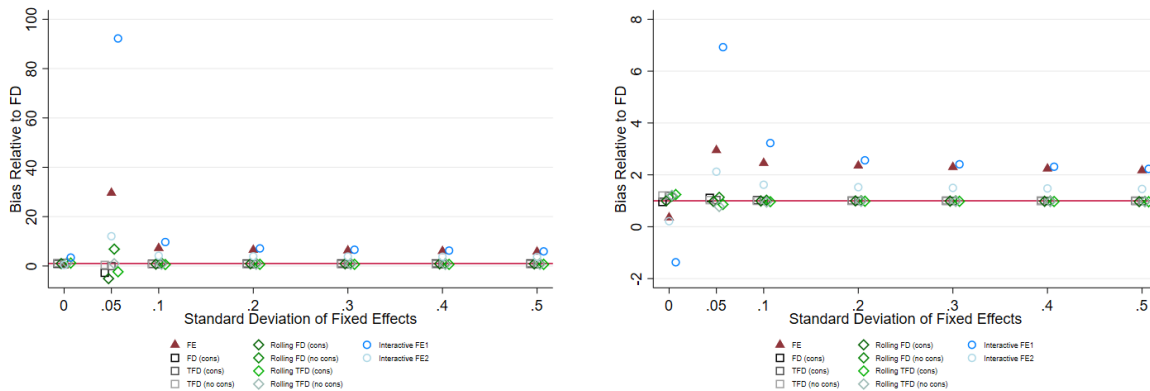 Bias Relative to FD
100
80
60
40
20
0
0 .05 .1 .2 .3 .4 .5
Standard Deviation of Fixed Effects
FE
FD (cons)
TFD (cons)
TFD (no cons)
Rolling FD (cons)
Rolling FD (no cons)
Rolling TFD (cons)
Rolling TFD (no cons)
Interactive FE1
Interactive FE2
Bias Relative to FD
8
6
4
2
0
-2
0 .05 .1 .2 .3 .4 .5
Standard Deviation of Fixed Effects
FE
FD (cons)
TFD (cons)
TFD (no cons)
Rolling FD (cons)
Rolling FD (no cons)
Rolling TFD (cons)
Rolling TFD (no cons)
Interactive FE1
Interactive FE2